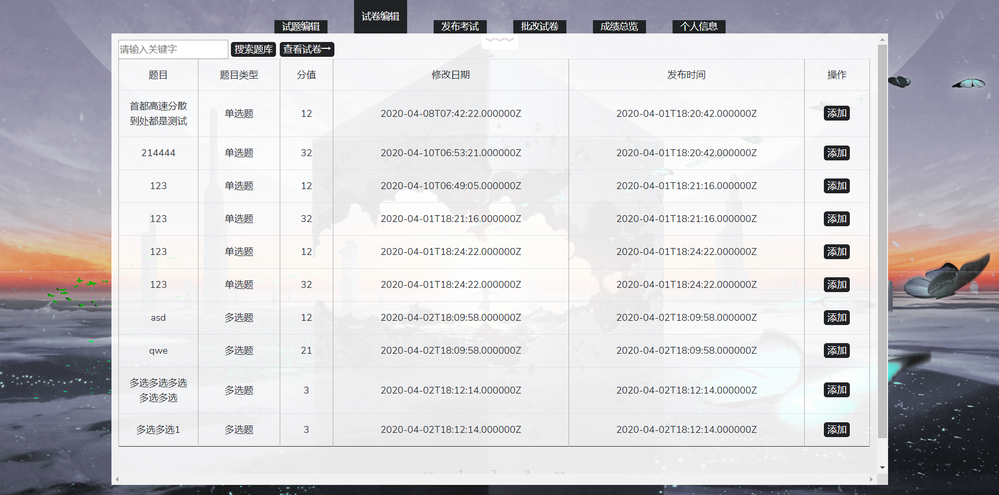 试题编辑 试卷编辑 发布考试 批改试卷 成绩总览 个人信息
请输入关键字 搜索题库 查看试卷→
题目 题目类型 分值 修改日期 发布时间 操作
首都高速分散
到处都是测试 单选题 12 2020-04-08T07:42:22.000000Z 2020-04-01T18:20:42.000000Z 添加
214444 单选题 32 2020-04-10T06:53:21.000000Z 2020-04-01T18:20:42.000000Z 添加
123 单选题 12 2020-04-10T06:49:05.000000Z 2020-04-01T18:21:16.000000Z 添加
123 单选题 32 2020-04-01T18:21:16.000000Z 2020-04-01T18:21:16.000000Z 添加
123 单选题 12 2020-04-01T18:24:22.000000Z 2020-04-01T18:24:22.000000Z 添加
123 单选题 32 2020-04-01T18:24:22.000000Z 2020-04-01T18:24:22.000000Z 添加
asd 多选题 12 2020-04-02T18:09:58.000000Z 2020-04-02T18:09:58.000000Z 添加
qwe 多选题 21 2020-04-02T18:09:58.000000Z 2020-04-02T18:09:58.000000Z 添加
多选多选多选
多选多选 多选题 3 2020-04-02T18:12:14.000000Z 2020-04-02T18:12:14.000000Z 添加
多选多选1 多选题 3 2020-04-02T18:12:14.000000Z 2020-04-02T18:12:14.000000Z 添加
<< 1 2 3 >>